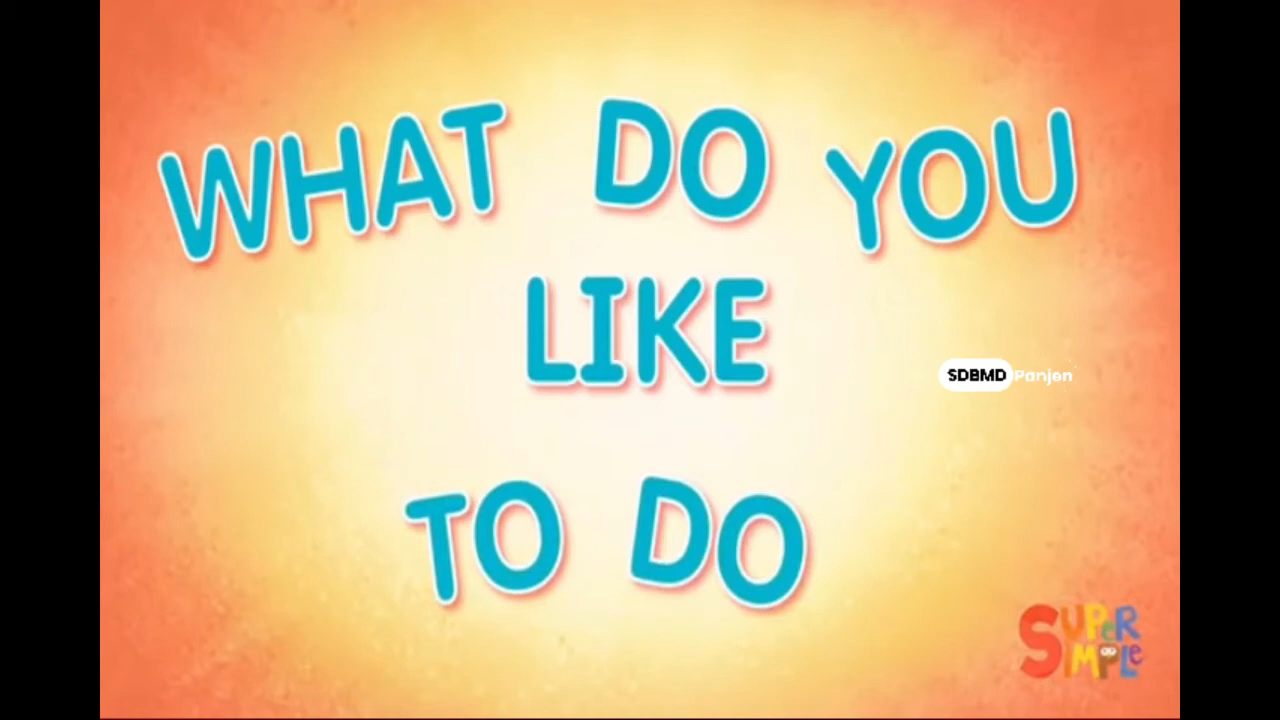 WHAT DO YOU
LIKE
SDBMD Panjen
TO DO
SUPER
SIMPLE